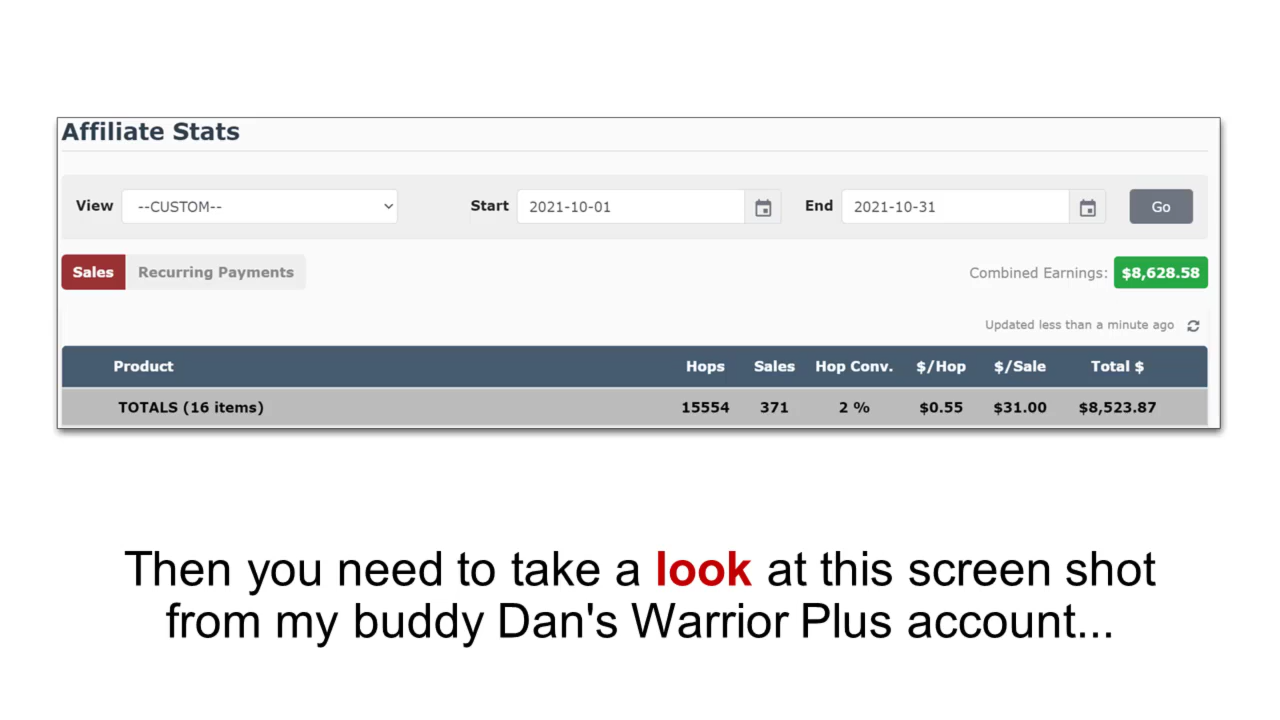 Affiliate Stats
View --CUSTOM-- Start 2021-10-01 End 2021-10-31 Go
Sales Recurring Payments Combined Earnings: $8,628.58
Updated less than a minute ago
Product Hops Sales Hop Conv. $/Hop $/Sale Total $
TOTALS (16 items) 15554 371 2 % $0.55 $31.00 $8,523.87
Then you need to take a look at this screen shot
from my buddy Dan's Warrior Plus account...